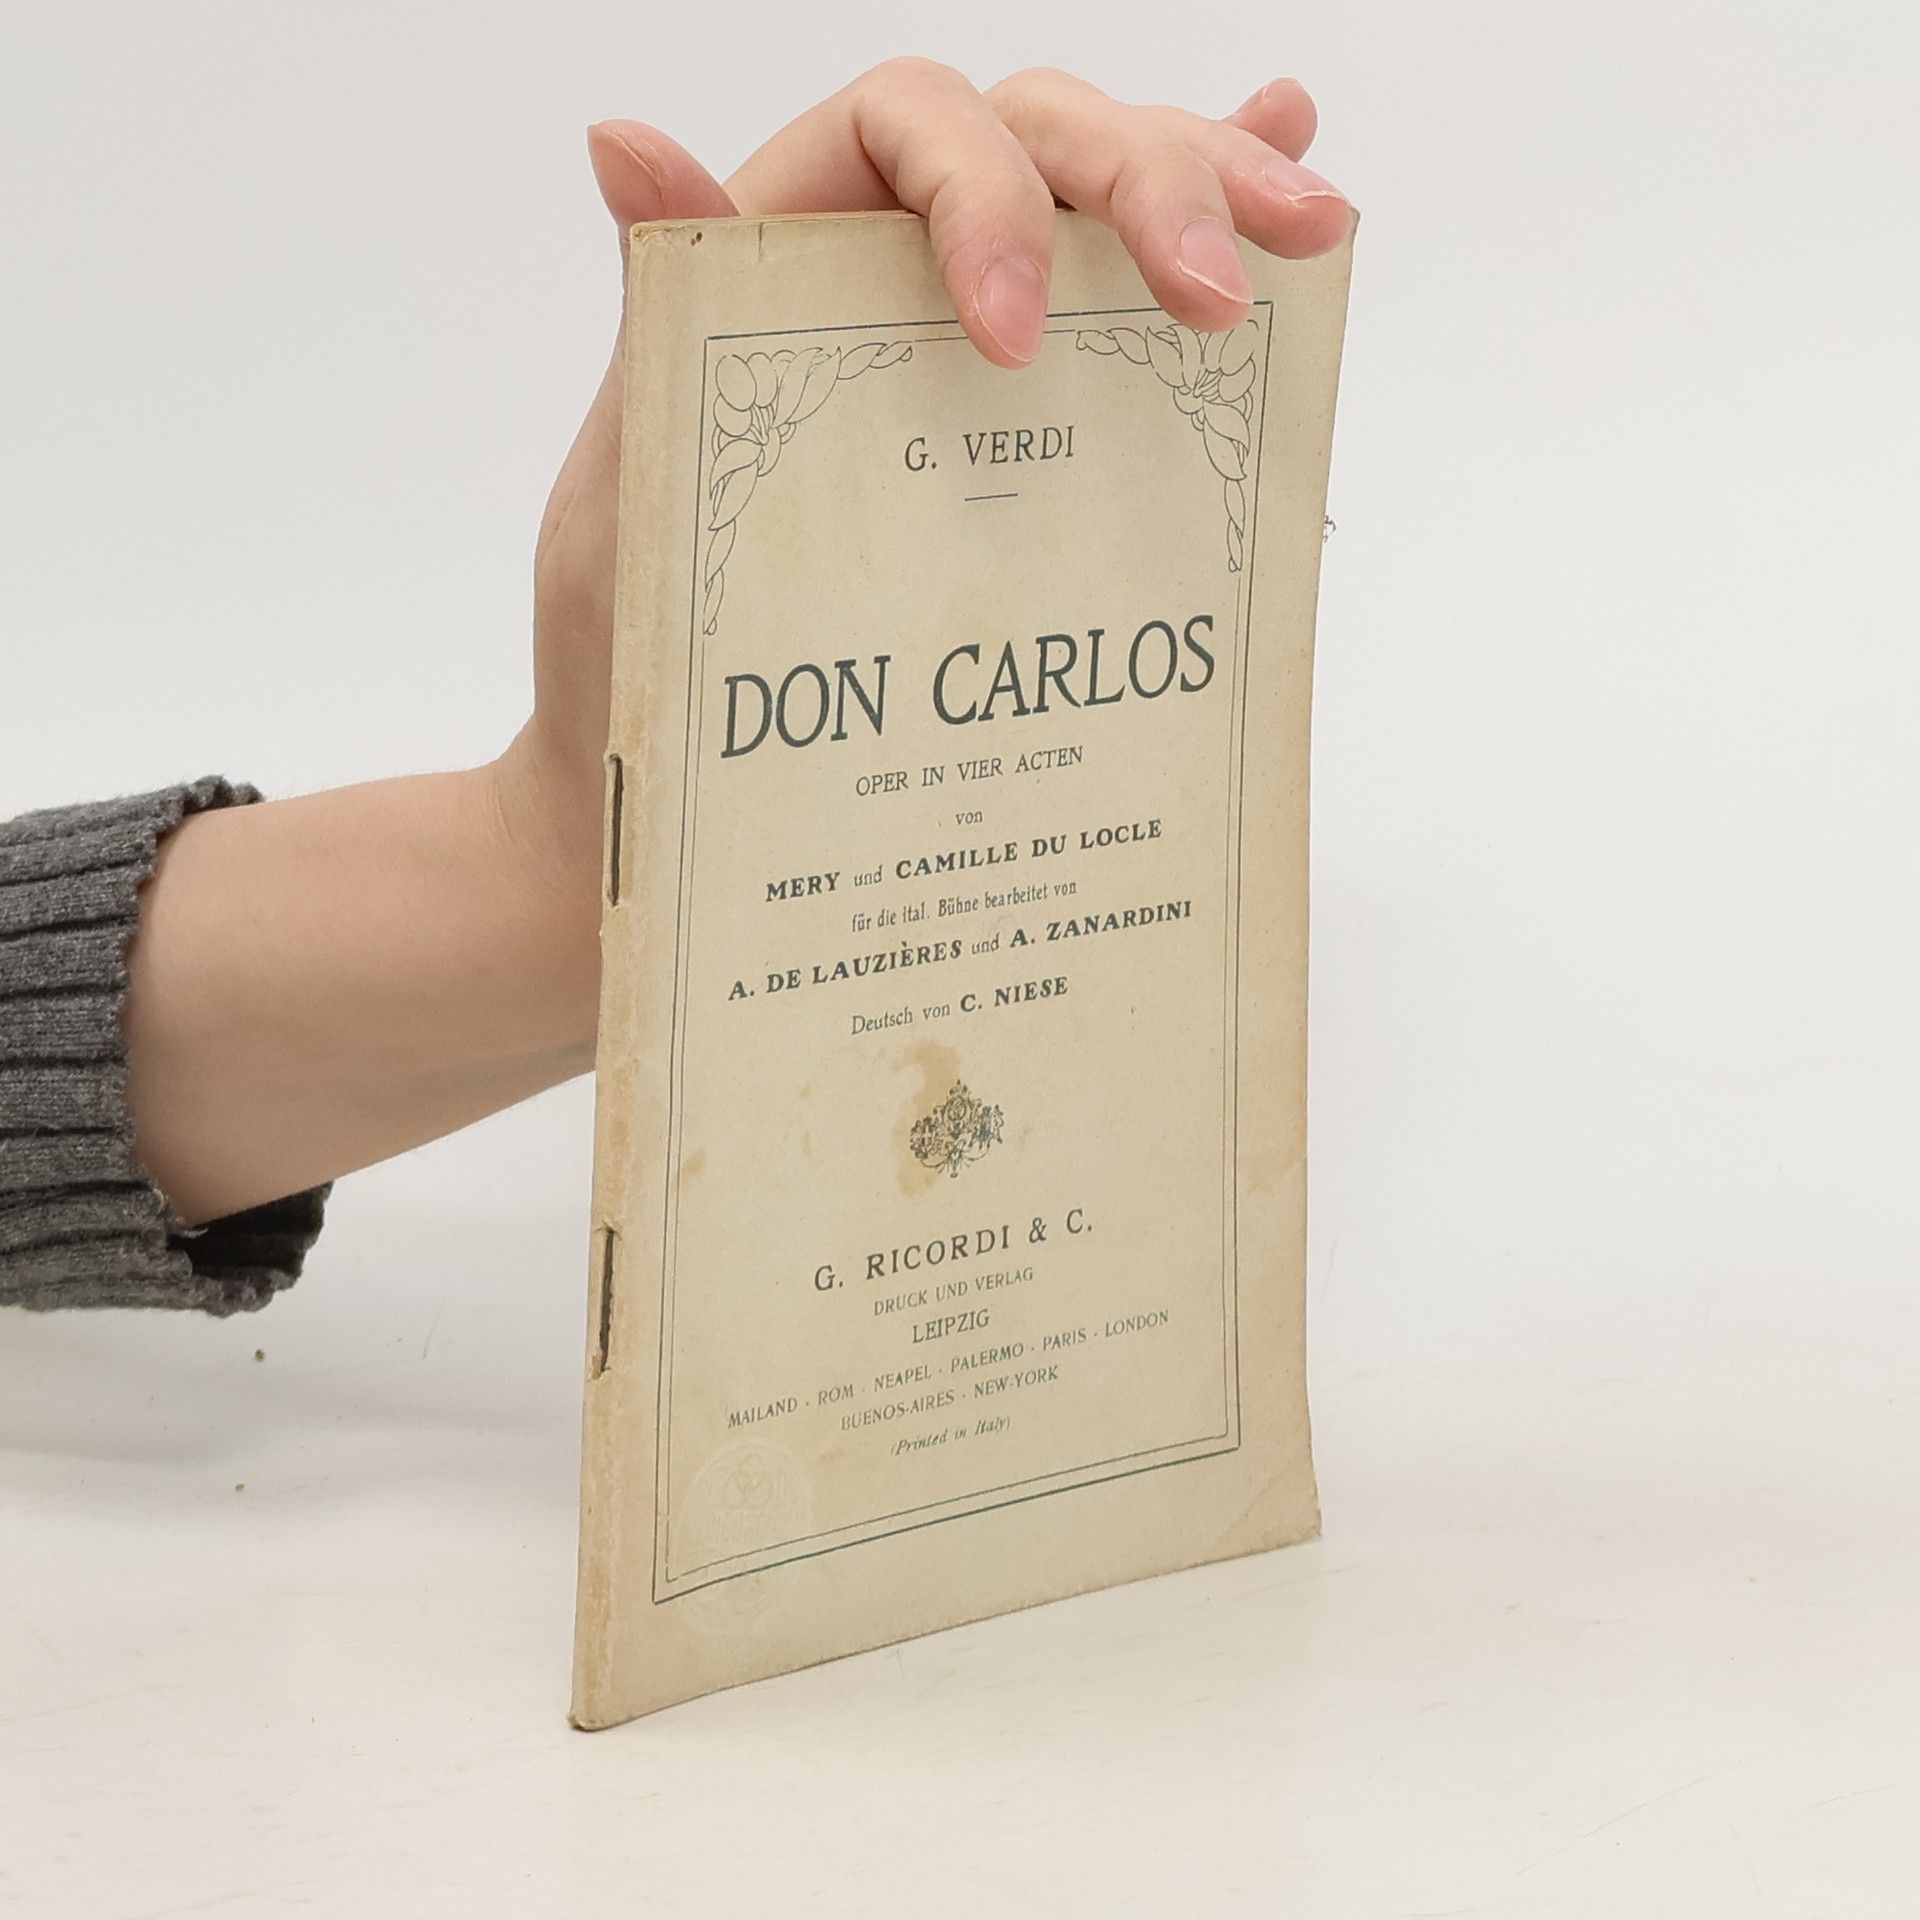 G. VERDI
DON CARLOS
OPER IN VIER ACTEN
von
MERY und CAMILLE DU LOCLE
für die ital. Bühne bearbeitet von
A. DE LAUZIÈRES und A. ZANARDINI
Deutsch von C. NIESE
G. RICORDI & C.
DRUCK UND VERLAG
LEIPZIG
MAILAND · ROM · NEAPEL · PALERMO · PARIS · LONDON
BUENOS-AIRES · NEW-YORK
(Printed in Italy)